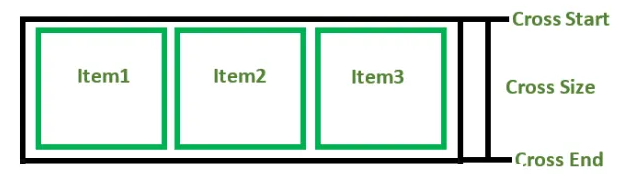 Cross Start
Item1 Item2 Item3
Cross Size
Cross End